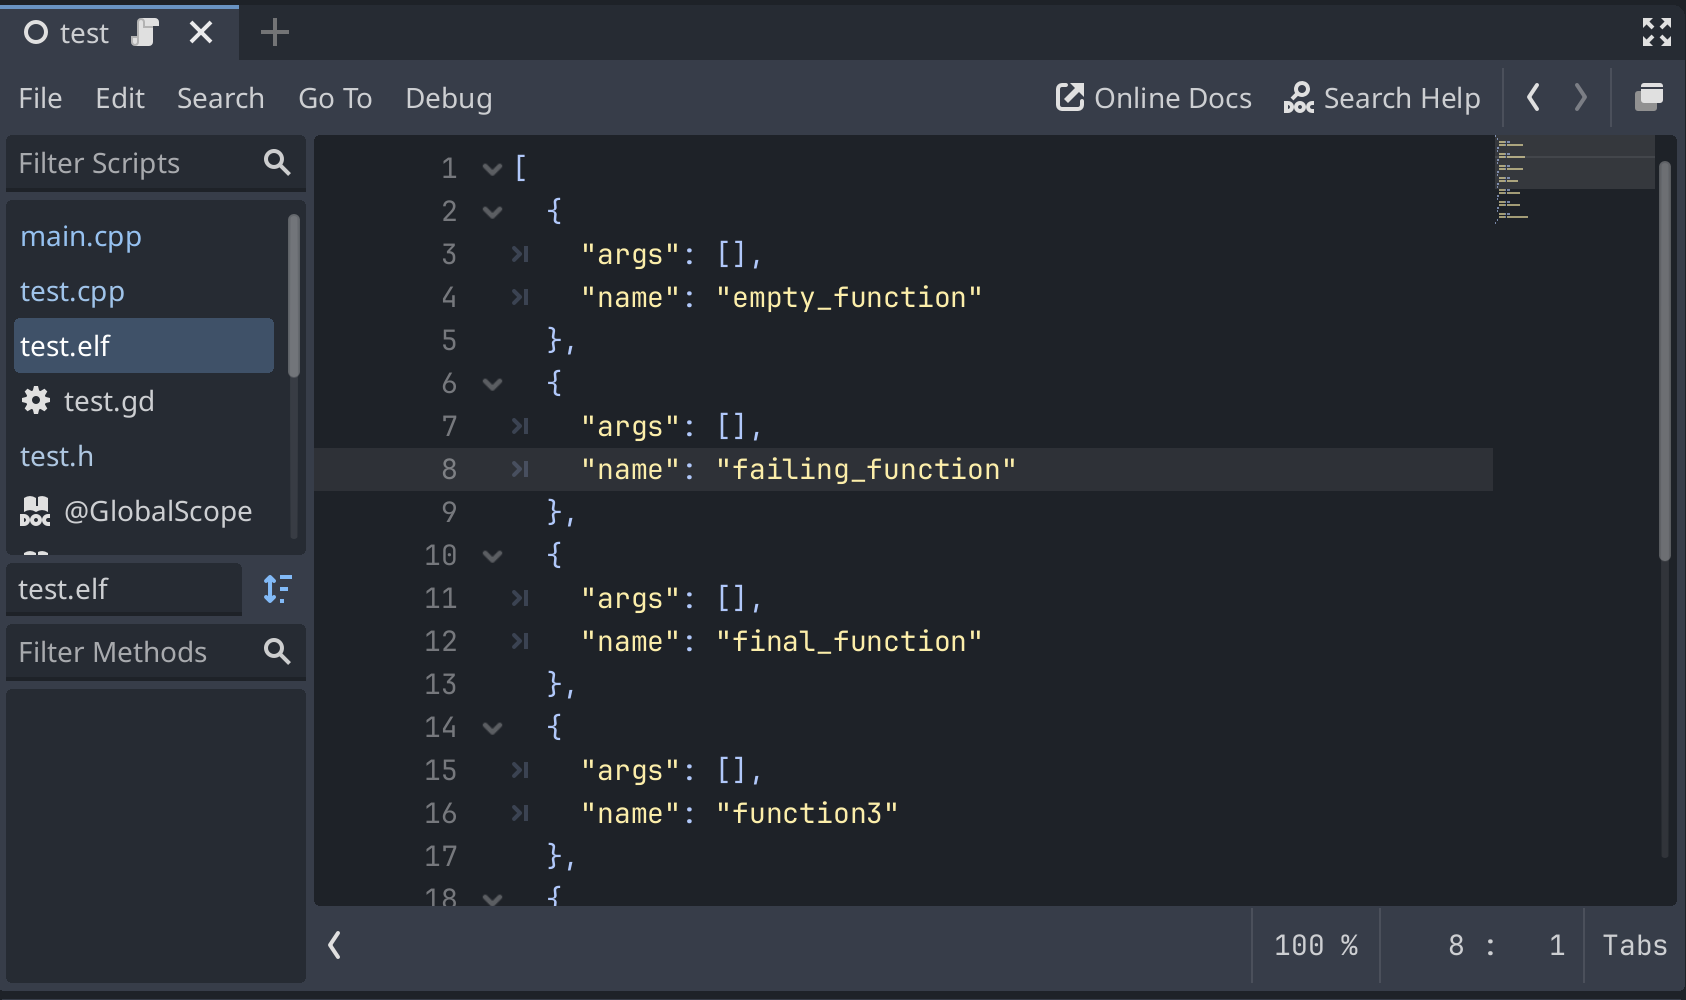 test
File Edit Search Go To Debug Online Docs Search Help
Filter Scripts
main.cpp
test.cpp
test.elf
test.gd
test.h
DOC @GlobalScope
test.elf
Filter Methods
1 [
2 {
3 "args": [],
4 "name": "empty_function"
5 },
6 {
7 "args": [],
8 "name": "failing_function"
9 },
10 {
11 "args": [],
12 "name": "final_function"
13 },
14 {
15 "args": [],
16 "name": "function3"
17 },
18 {
100 % 8 : 1 Tabs